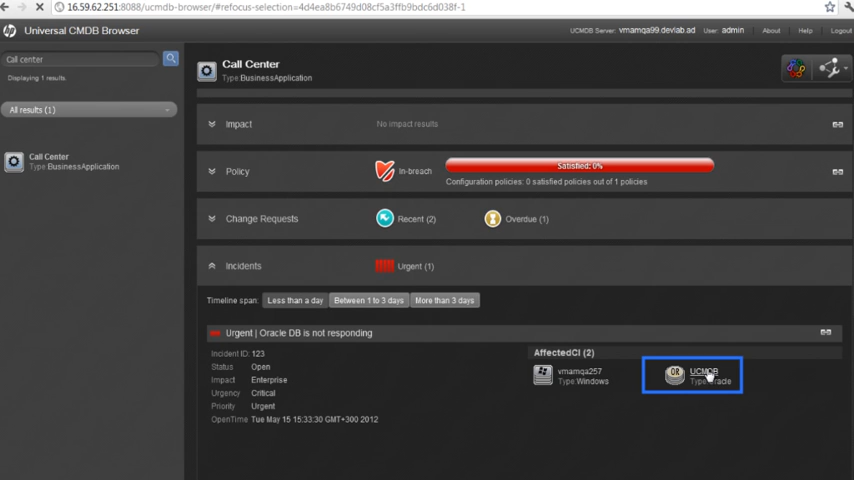 16.59.62.251:8088/ucmdb-browser/#refocus-selection=4d4ea8b6749d08cf5a3ffb9bdc6d038f-1
hp Universal CMDB Browser
UCMDB Server: vmamqa99.devlab.ad User: admin About Help Logout
Call center
Displaying 1 results.
All results (1)
Call Center
Type:BusinessApplication
Call Center
Type:BusinessApplication
Impact No impact results
Policy In-breach Satisfied: 0%
Configuration policies: 0 satisfied policies out of 1 policies
Change Requests Recent (2) Overdue (1)
Incidents Urgent (1)
Timeline span: Less than a day Between 1 to 3 days More than 3 days
Urgent | Oracle DB is not responding
Incident ID: 123
Status Open
Impact Enterprise
Urgency Critical
Priority Urgent
OpenTime Tue May 15 15:33:30 GMT+300 2012
AffectedCI (2)
vmamqa257
Type:Windows
OR UCMDB
Type:Oracle